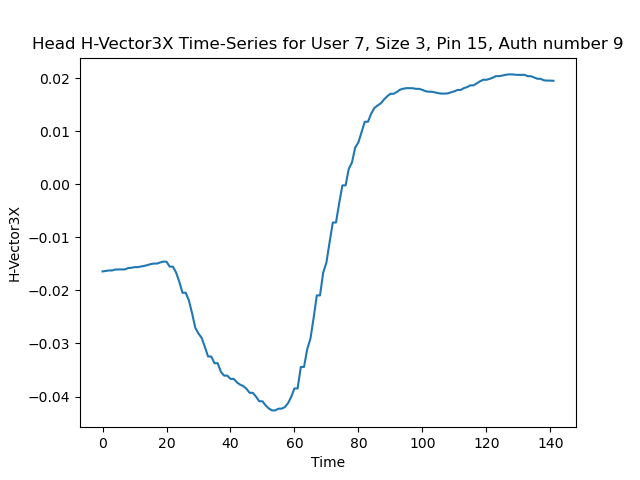 Head H-Vector3X Time-Series for User 7, Size 3, Pin 15, Auth number 9
0.02
0.01
0.00
−0.01
−0.02
−0.03
−0.04
H-Vector3X
0 20 40 60 80 100 120 140
Time